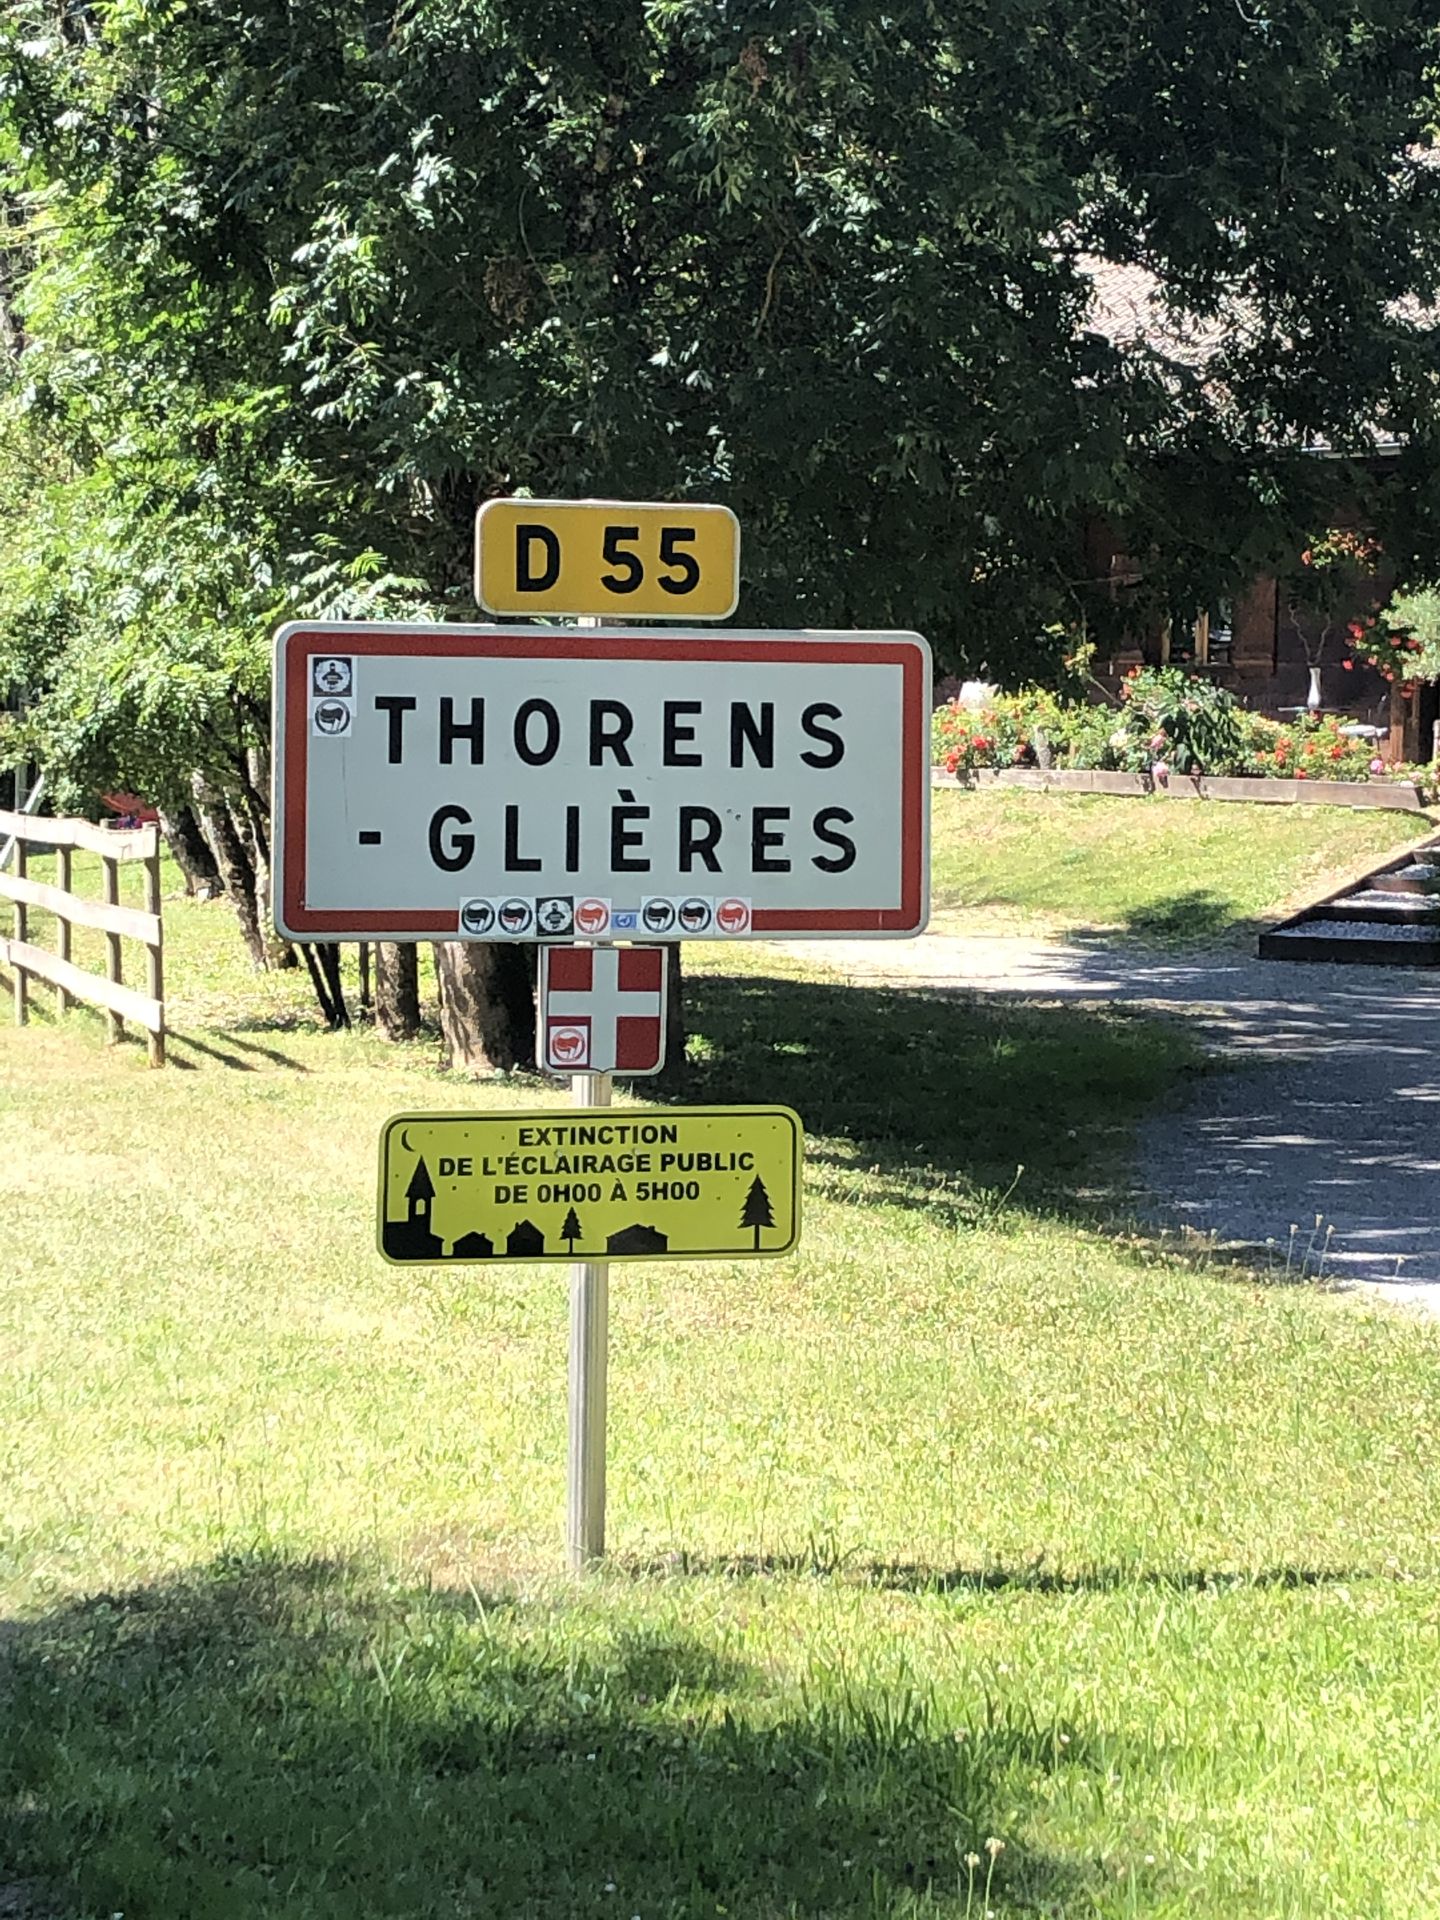 D 55
THORENS
- GLIÈRES
EXTINCTION
DE L'ÉCLAIRAGE PUBLIC
DE 0H00 À 5H00